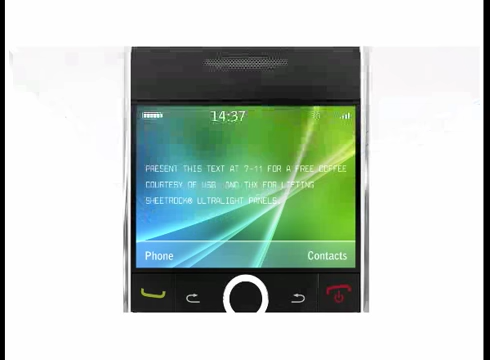 14:37
PRESENT THIS TEXT AT 7-11 FOR A FREE COFFEE
COURTESY OF USG. AND THX FOR LIFTING
SHEETROCK® ULTRALIGHT PANELS.
Phone Contacts